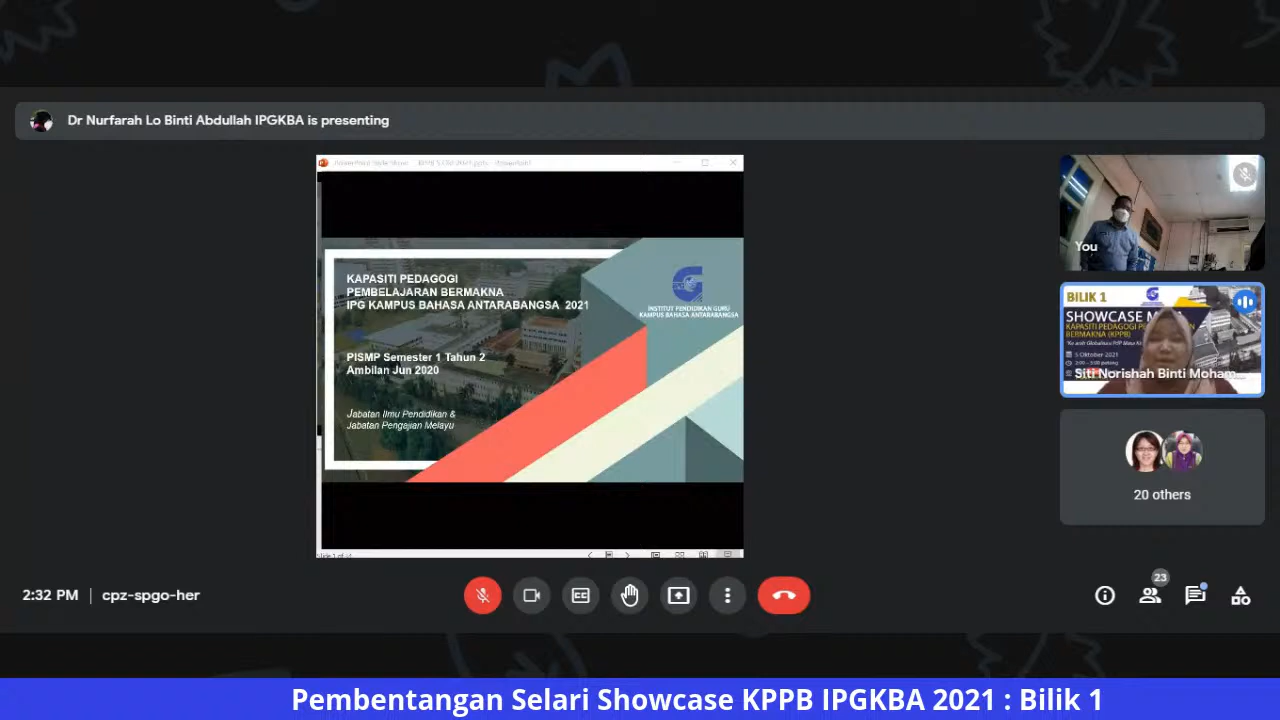 Dr Nurfarah Lo Binti Abdullah IPGKBA is presenting
KAPASITI PEDAGOGI
PEMBELAJARAN BERMAKNA
IPG KAMPUS BAHASA ANTARABANGSA 2021
PISMP Semester 1 Tahun 2
Ambilan Jun 2020
Jabatan Ilmu Pendidikan &
Jabatan Pengajian Melayu
INSTITUT PENDIDIKAN GURU
KAMPUS BAHASA ANTARABANGSA
You
BILIK 1
SHOWCASE
KAPASITI PEDAGOGI
BERMAKNA (KPPB)
5 Oktober 2021
Siti Norishah Binti Moham...
20 others
2:32 PM | cpz-spgo-her
23
Pembentangan Selari Showcase KPPB IPGKBA 2021 : Bilik 1